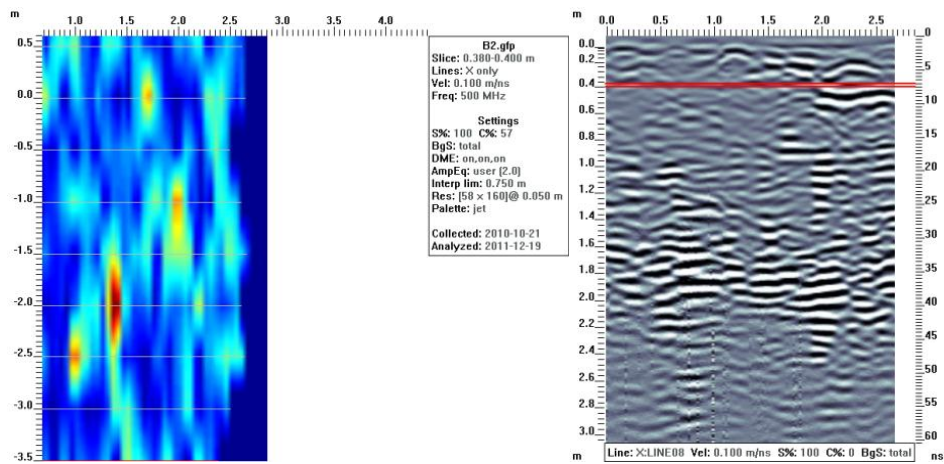 m 1.0 2.0 3.0 4.0
0.5
0.0
-0.5
-1.0
-1.5
-2.0
-2.5
-3.0
-3.5
B2.gfp
Slice: 0.380-0.400 m
Lines: X only
Vel: 0.100 m/ns
Freq: 500 MHz
Settings
S%: 100 C%: 57
BgS: total
DME: on,on,on
AmpEq: user (2.0)
Interp lim: 0.750 m
Res: [58 x 160]@ 0.050 m
Palette: jet
Collected: 2010-10-21
Analyzed: 2011-12-19
m 0.0 0.5 1.0 1.5 2.0 2.5
0.0
0.2
0.4
0.6
0.8
1.0
1.2
1.4
1.6
1.8
2.0
2.2
2.4
2.6
2.8
3.0
m
0
5
10
15
20
25
30
35
40
45
50
55
60
ns
Line: X:LINE08 Vel: 0.100 m/ns S%: 100 C%: 0 BgS: total